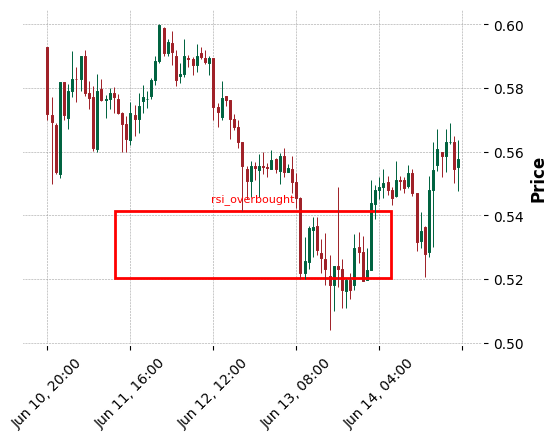 0.60
0.58
0.56
0.54
0.52
0.50
Price
rsi_overbought
Jun 10, 20:00
Jun 11, 16:00
Jun 12, 12:00
Jun 13, 08:00
Jun 14, 04:00